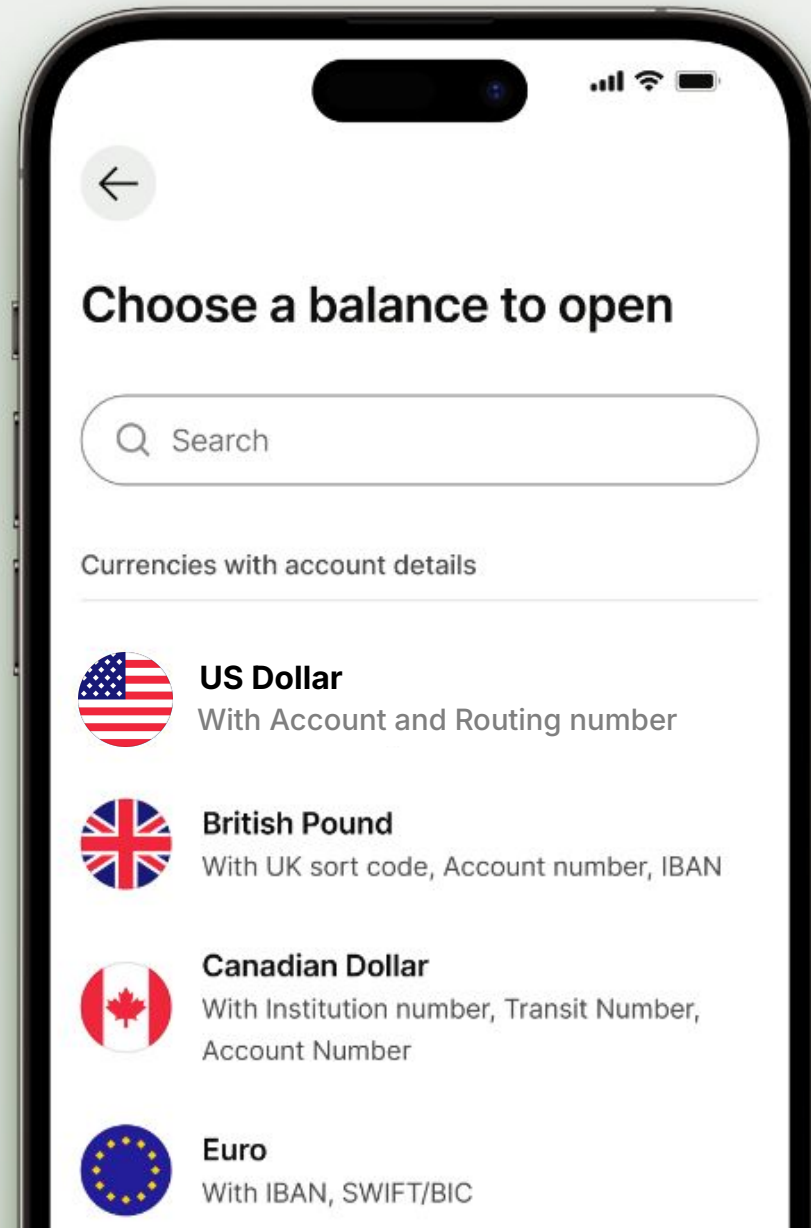 Choose a balance to open
Search
Currencies with account details
US Dollar
With Account and Routing number
British Pound
With UK sort code, Account number, IBAN
Canadian Dollar
With Institution number, Transit Number,
Account Number
Euro
With IBAN, SWIFT/BIC